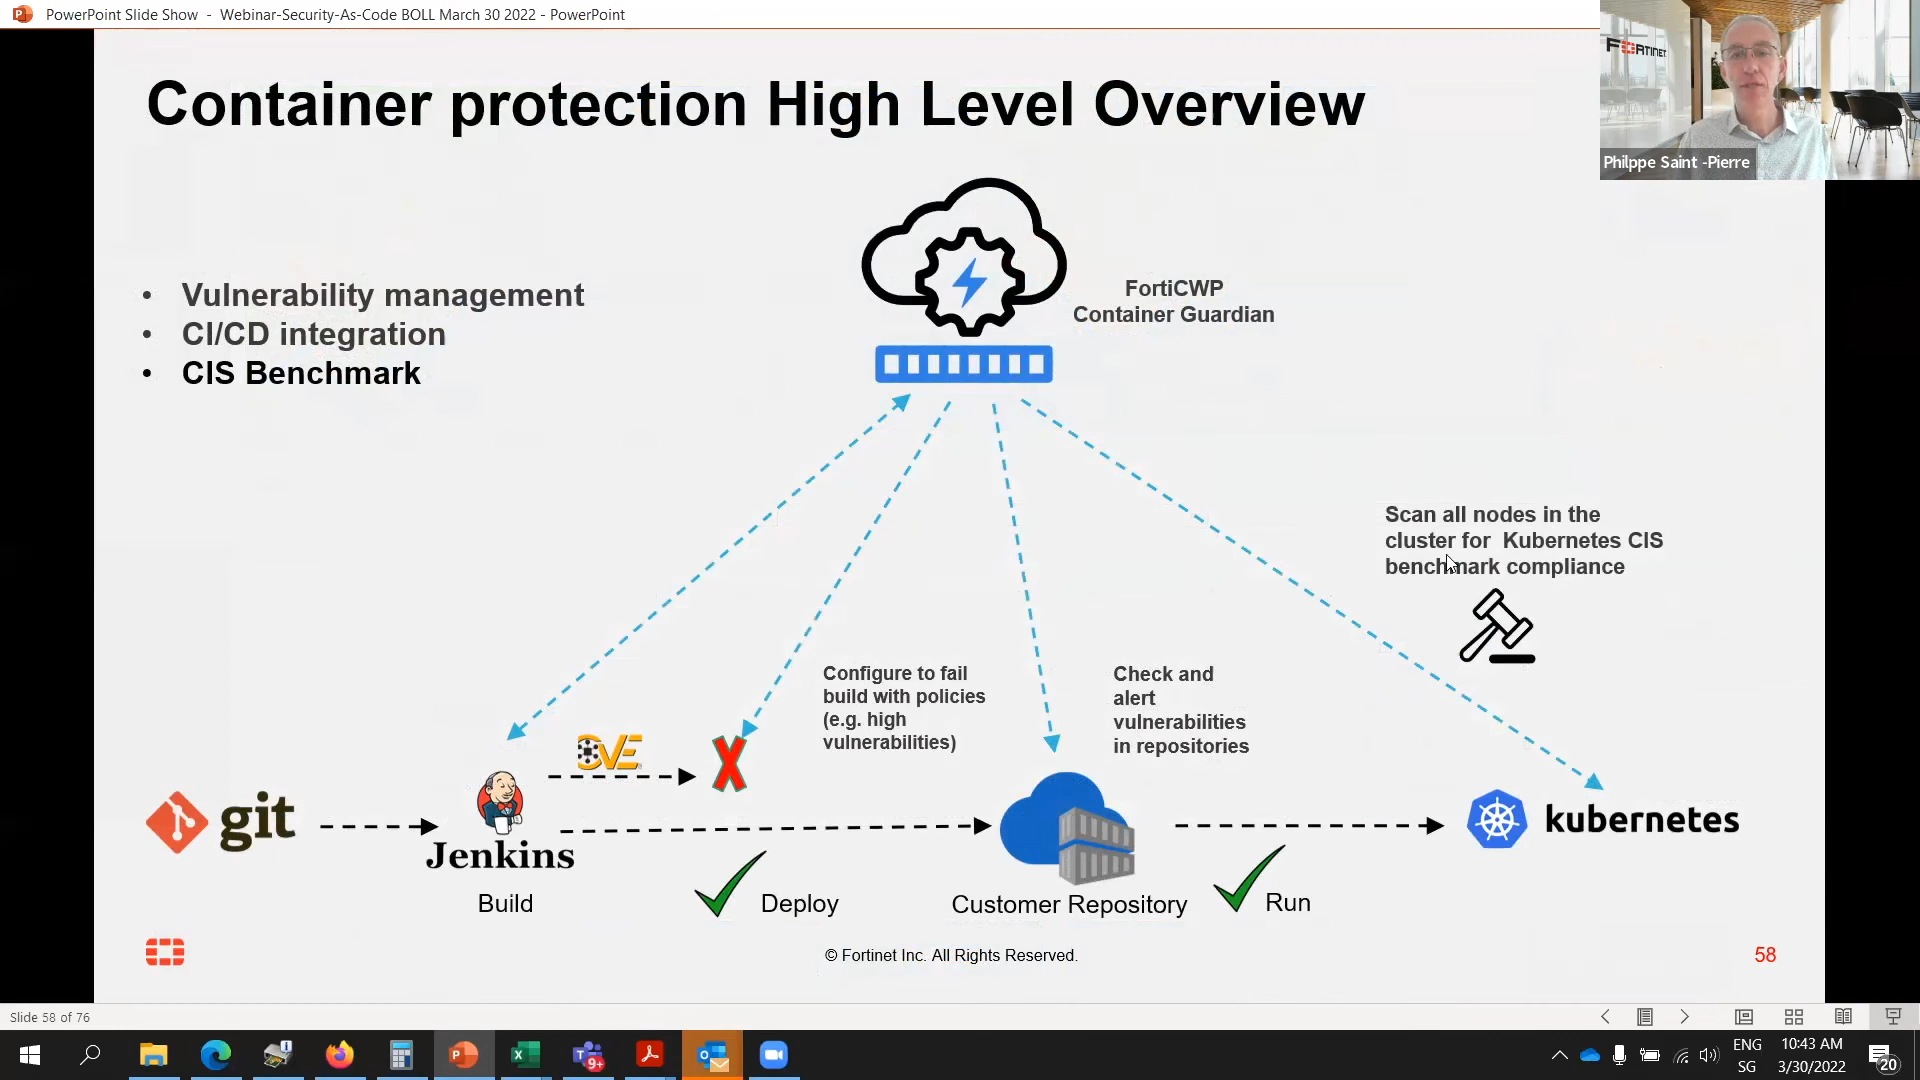 PowerPoint Slide Show - Webinar-Security-As-Code BOLL March 30 2022 - PowerPoint
FORTINET
Philppe Saint -Pierre
Container protection High Level Overview
• Vulnerability management
• CI/CD integration
• CIS Benchmark
FortiCWP
Container Guardian
Scan all nodes in the
cluster for Kubernetes CIS
benchmark compliance
Configure to fail
build with policies
(e.g. high
vulnerabilities)
Check and
alert
vulnerabilities
in repositories
CVE
X
git
Jenkins
kubernetes
Build
Deploy
Customer Repository
Run
© Fortinet Inc. All Rights Reserved.
58
Slide 58 of 76
9+
ENG
SG
10:43 AM
3/30/2022
20